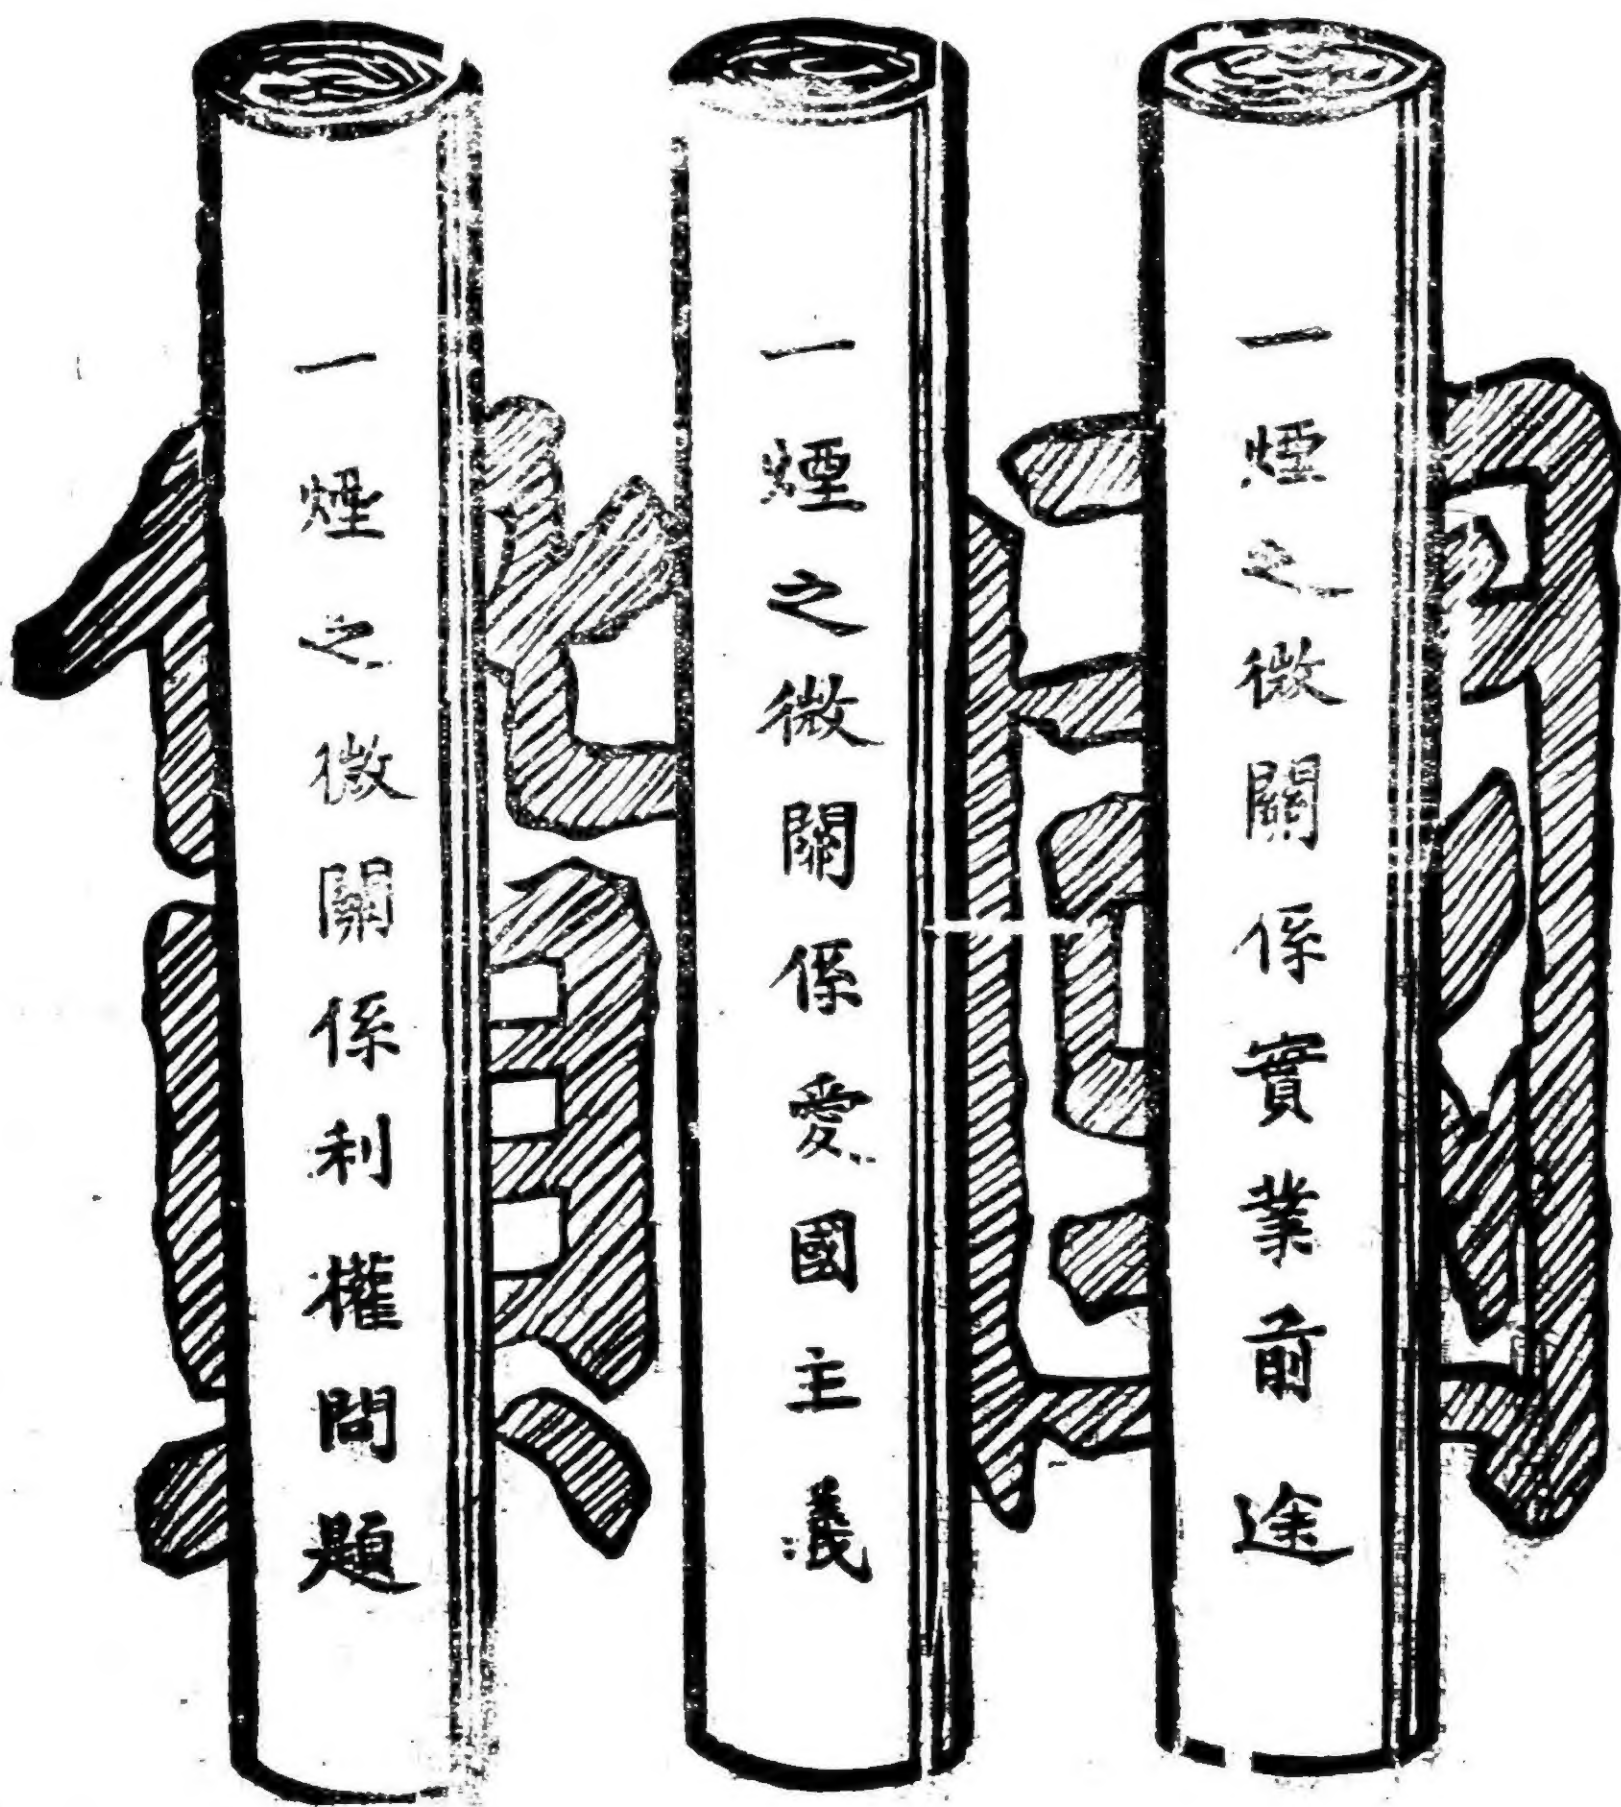 一煙之微關係實業前途
一煙之微關係愛國主義
一煙之微關係利權問題